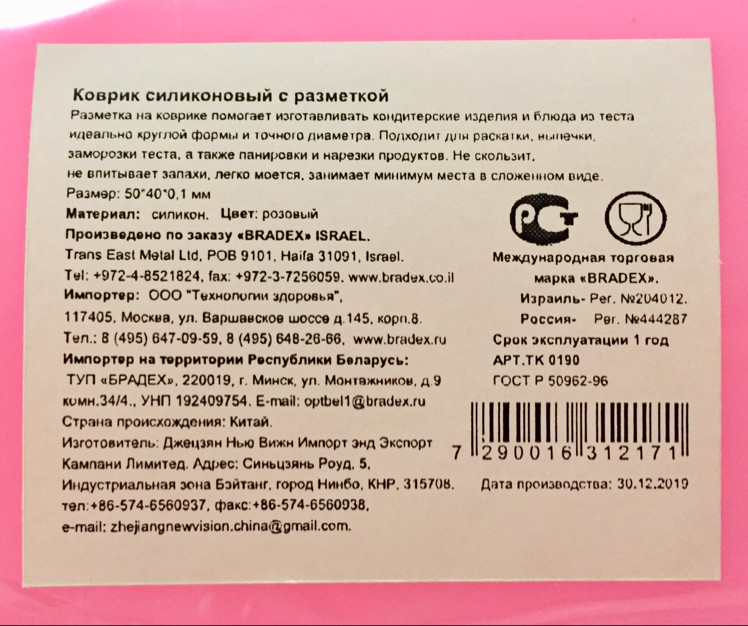 Коврик силиконовый с разметкой
Разметка на коврике помогает изготавливать кондитерские изделия и блюда из теста
идеально круглой формы и точного диаметра. Подходит для раскатки, выпечки,
заморозки теста, а также панировки и нарезки продуктов. Не скользит,
не впитывает запахи, легко моется, занимает минимум места в сложенном виде.
Размер: 50*40*0,1 мм
Материал: силикон. Цвет: розовый
Произведено по заказу «BRADEX» ISRAEL.
Trans East Metal Ltd, POB 9101, Haifa 31091, Israel.
Tel: +972-4-8521824, fax: +972-3-7256059. www.bradex.co.il
Импортер: ООО "Технологии здоровья",
117405, Москва, ул. Варшавское шоссе д.145, корп.8.
Тел.: 8 (495) 647-09-59, 8 (495) 648-26-66, www.bradex.ru
Импортер на территории Республики Беларусь:
ТУП «БРАДЕХ», 220019, г. Минск, ул. Монтажников, д.9
комн.34/4., УНП 192409754. E-mail: optbel1@bradex.ru
Страна происхождения: Китай.
Изготовитель: Джецзян Нью Вижн Импорт энд Экспорт
Кампани Лимитед. Адрес: Синьцзянь Роуд, 5,
Индустриальная зона Бэйтанг, город Нинбо, КНР, 315708.
тел:+86-574-6560937, факс:+86-574-6560938,
e-mail: zhejiangnewvision.china@gmail.com.
РСТ
Международная торговая
марка «BRADEX».
Израиль- Рег. №204012.
Россия- Рег. №444287
Срок эксплуатации 1 год
АРТ.ТК 0190
ГОСТ Р 50962-96
7 290016 312171
Дата производства: 30.12.2019